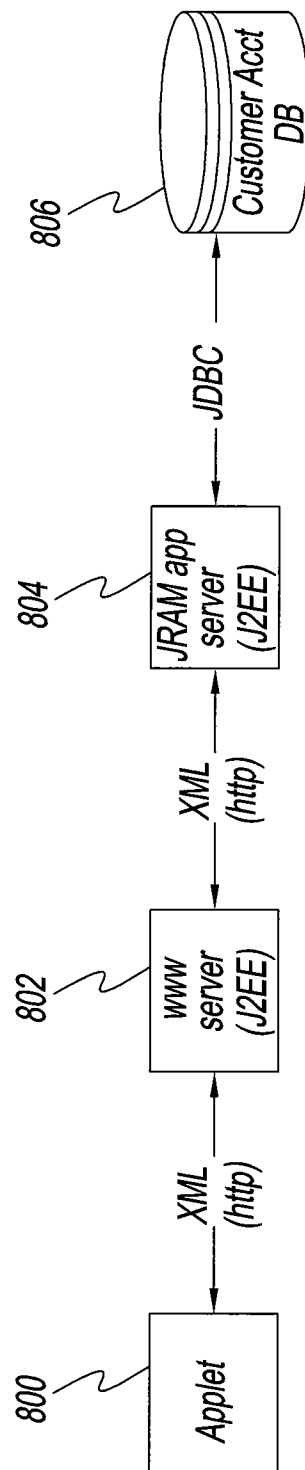 800
Applet
XML
(http)
802
www
server
(J2EE)
XML
(http)
804
JRAM app
server
(J2EE)
JDBC
806
Customer Acct
DB